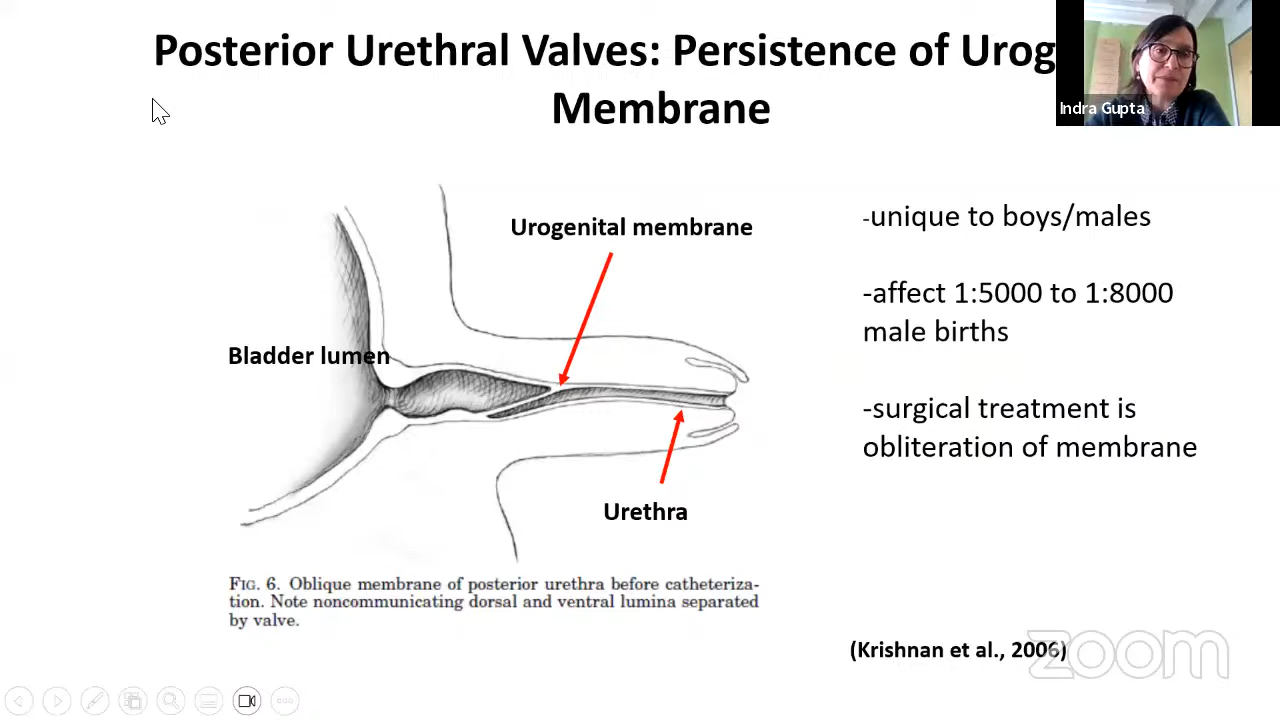 Posterior Urethral Valves: Persistence of Urog
Membrane
Indra Gupta
Urogenital membrane
Bladder lumen
Urethra
-unique to boys/males
-affect 1:5000 to 1:8000
male births
-surgical treatment is
obliteration of membrane
FIG. 6. Oblique membrane of posterior urethra before catheteriza-
tion. Note noncommunicating dorsal and ventral lumina separated
by valve.
(Krishnan et al., 2006)
zoom